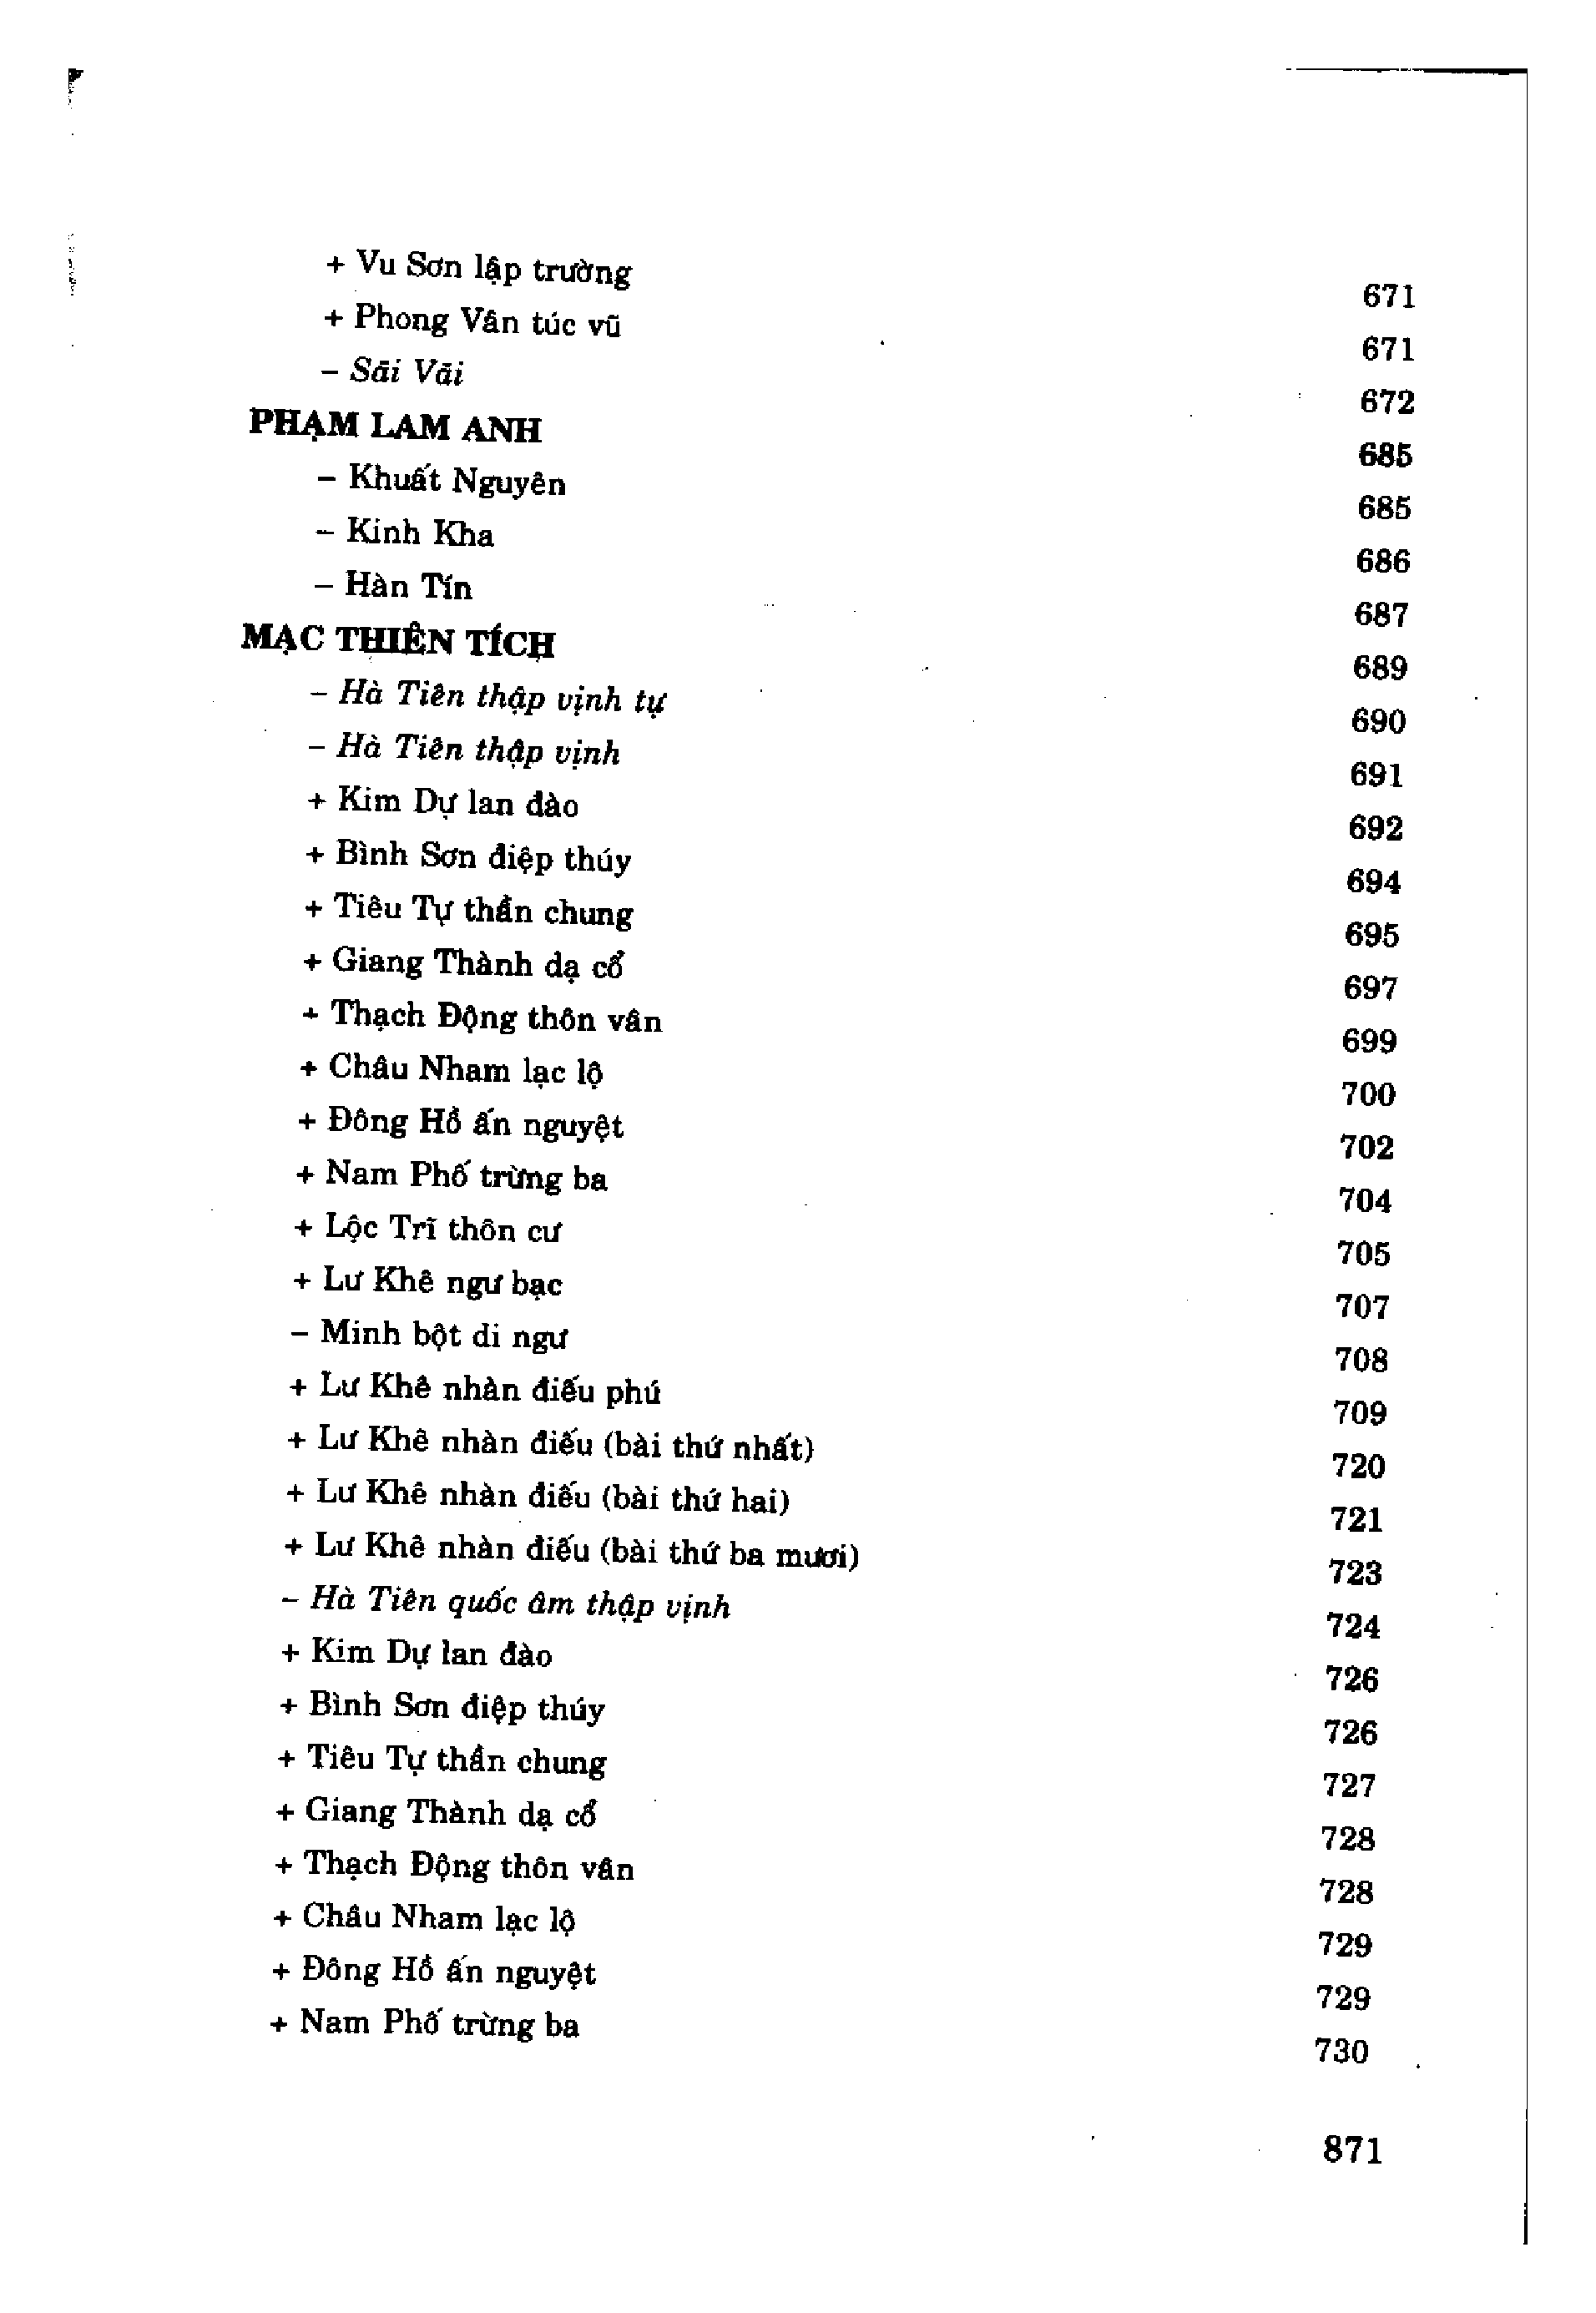 + Vu Sơn lập trường 671
+ Phong Vân túc vũ 671
– Sãi Vãi 672
PHẠM LAM ANH 685
– Khuất Nguyên 685
– Kinh Kha 686
– Hàn Tín 687
MẠC THIÊN TÍCH 689
– Hà Tiên thập vịnh tự 690
– Hà Tiên thập vịnh 691
+ Kim Dự lan đào 692
+ Bình Sơn điệp thúy 694
+ Tiêu Tự thần chung 695
+ Giang Thành dạ cổ 697
+ Thạch Động thôn vân 699
+ Châu Nham lạc lộ 700
+ Đông Hồ ấn nguyệt 702
+ Nam Phố trừng ba 704
+ Lộc Trĩ thôn cư 705
+ Lư Khê ngư bạc 707
– Minh bột di ngư 708
+ Lư Khê nhàn điếu phú 709
+ Lư Khê nhàn điếu (bài thứ nhất) 720
+ Lư Khê nhàn điếu (bài thứ hai) 721
+ Lư Khê nhàn điếu (bài thứ ba mươi) 723
– Hà Tiên quốc âm thập vịnh 724
+ Kim Dự lan đào 726
+ Bình Sơn điệp thúy 726
+ Tiêu Tự thần chung 727
+ Giang Thành dạ cổ 728
+ Thạch Động thôn vân 728
+ Châu Nham lạc lộ 729
+ Đông Hồ ấn nguyệt 729
+ Nam Phố trừng ba 730
871